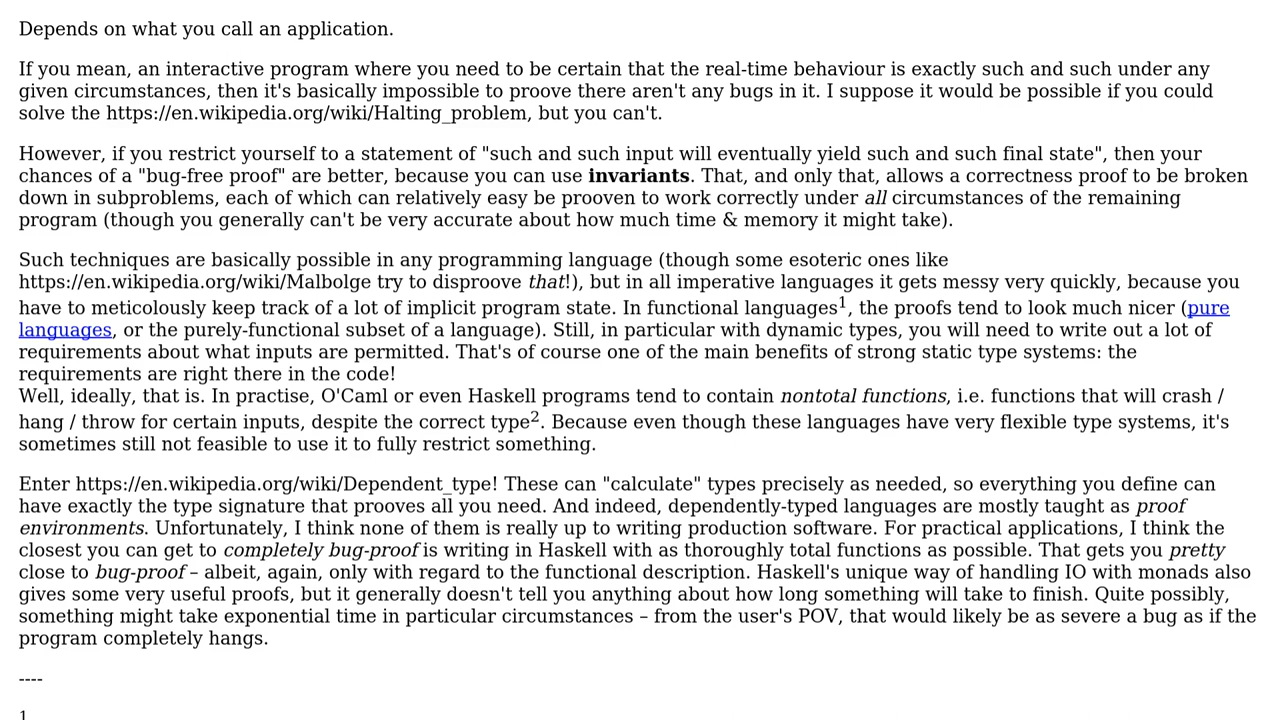 Depends on what you call an application.
If you mean, an interactive program where you need to be certain that the real-time behaviour is exactly such and such under any
given circumstances, then it's basically impossible to proove there aren't any bugs in it. I suppose it would be possible if you could
solve the https://en.wikipedia.org/wiki/Halting_problem, but you can't.
However, if you restrict yourself to a statement of "such and such input will eventually yield such and such final state", then your
chances of a "bug-free proof" are better, because you can use invariants. That, and only that, allows a correctness proof to be broken
down in subproblems, each of which can relatively easy be prooven to work correctly under all circumstances of the remaining
program (though you generally can't be very accurate about how much time & memory it might take).
Such techniques are basically possible in any programming language (though some esoteric ones like
https://en.wikipedia.org/wiki/Malbolge try to disproove that!), but in all imperative languages it gets messy very quickly, because you
have to meticolously keep track of a lot of implicit program state. In functional languages1, the proofs tend to look much nicer (pure
languages, or the purely-functional subset of a language). Still, in particular with dynamic types, you will need to write out a lot of
requirements about what inputs are permitted. That's of course one of the main benefits of strong static type systems: the
requirements are right there in the code!
Well, ideally, that is. In practise, O'Caml or even Haskell programs tend to contain nontotal functions, i.e. functions that will crash /
hang / throw for certain inputs, despite the correct type2. Because even though these languages have very flexible type systems, it's
sometimes still not feasible to use it to fully restrict something.
Enter https://en.wikipedia.org/wiki/Dependent_type! These can "calculate" types precisely as needed, so everything you define can
have exactly the type signature that prooves all you need. And indeed, dependently-typed languages are mostly taught as proof
environments. Unfortunately, I think none of them is really up to writing production software. For practical applications, I think the
closest you can get to completely bug-proof is writing in Haskell with as thoroughly total functions as possible. That gets you pretty
close to bug-proof – albeit, again, only with regard to the functional description. Haskell's unique way of handling IO with monads also
gives some very useful proofs, but it generally doesn't tell you anything about how long something will take to finish. Quite possibly,
something might take exponential time in particular circumstances – from the user's POV, that would likely be as severe a bug as if the
program completely hangs.
----
1